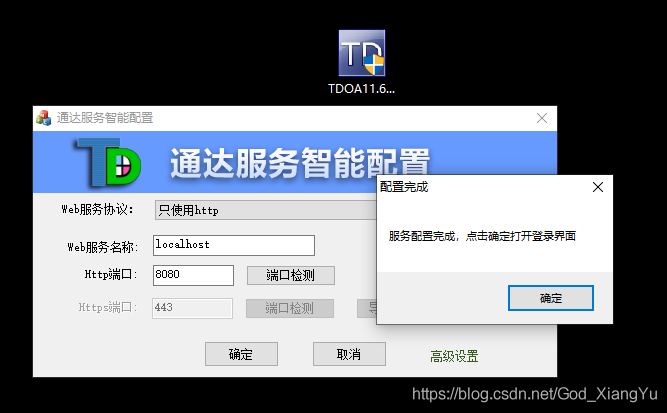 TD
TDOA11.6...
通达服务智能配置
TD 通达服务智能配置
配置完成
Web服务协议： 只使用http
服务配置完成，点击确定打开登录界面
Web服务名称： localhost
Http端口： 8080 端口检测
确定
Https端口： 443 端口检测 导
确定 取消 高级设置
https://blog.csdn.net/God_XiangYu